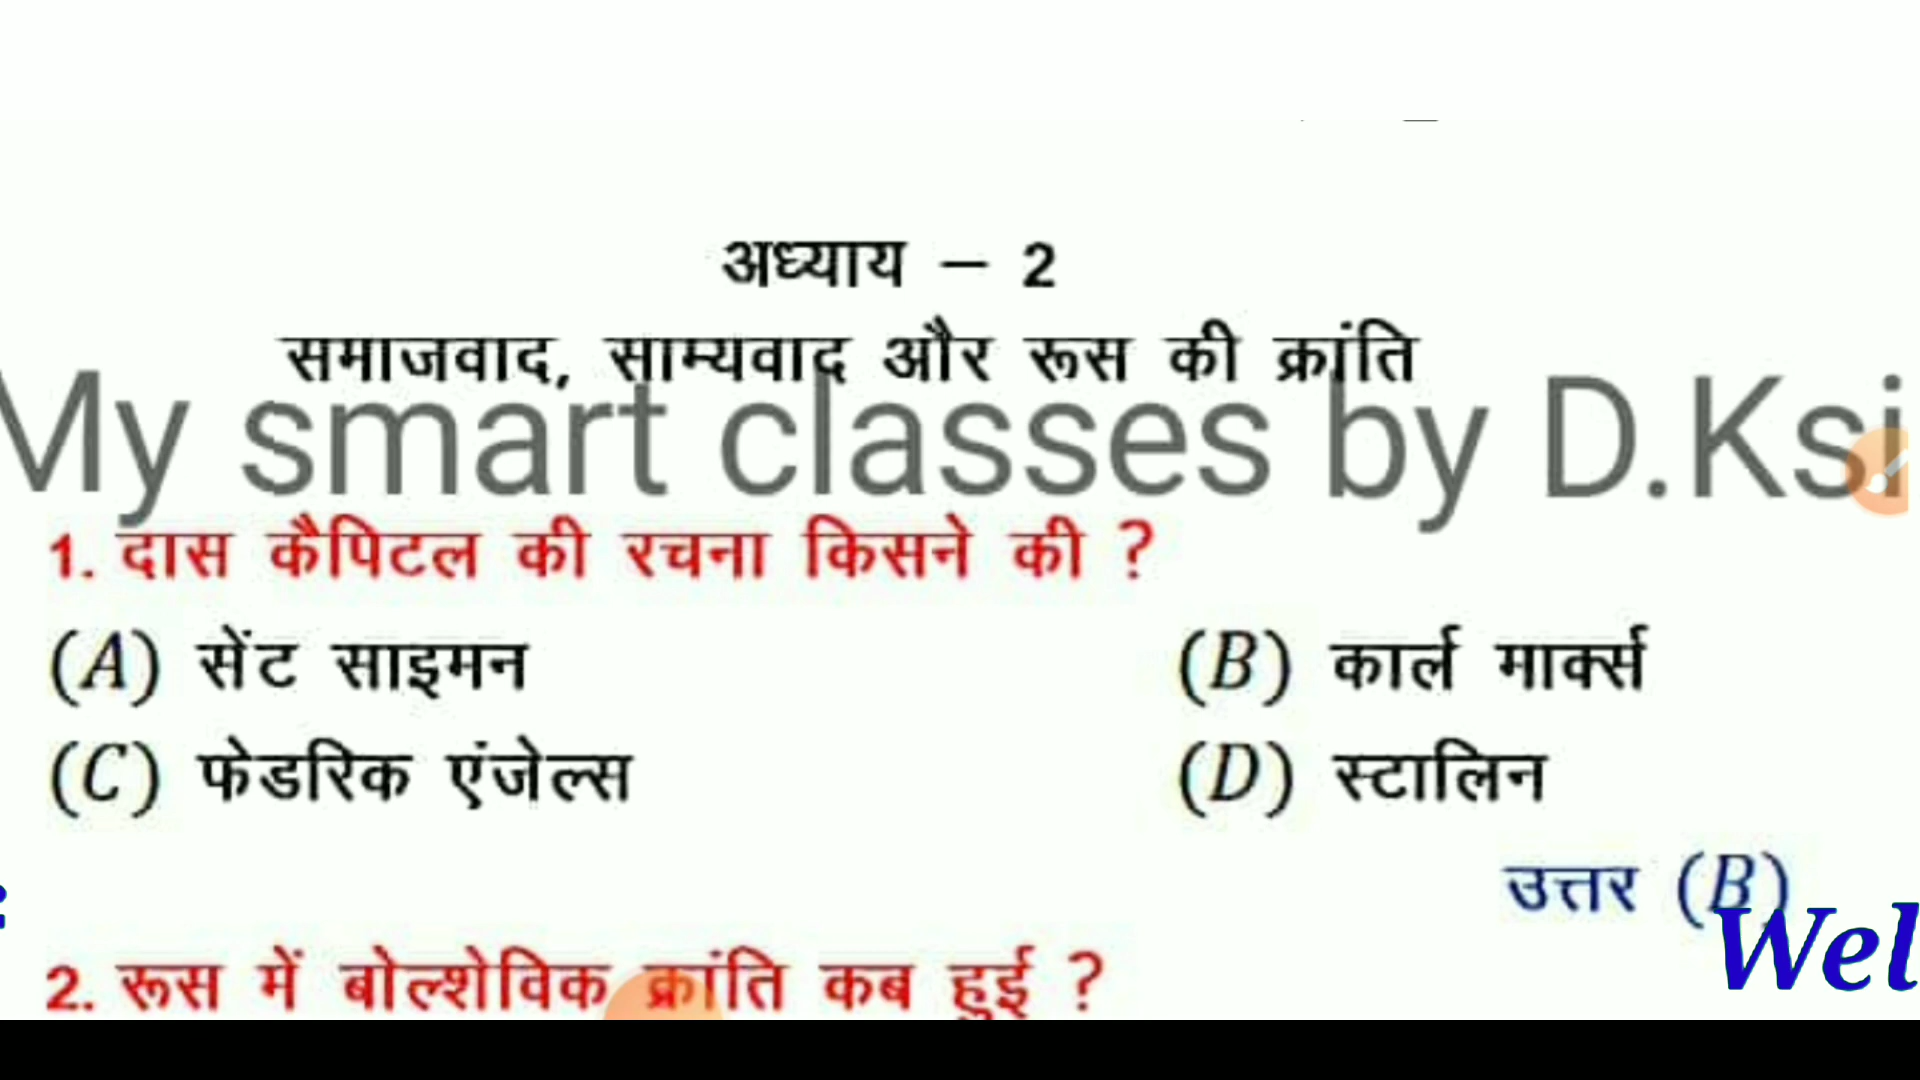 अध्याय – 2
समाजवाद, साम्यवाद और रूस की क्रांति
My smart classes by D.Ksi
1. दास कैपिटल की रचना किसने की ?
(A) सेंट साइमन (B) कार्ल मार्क्स
(C) फेडरिक एंजेल्स (D) स्टालिन
उत्तर (B)
Wel
2. रूस में बोल्शेविक क्रांति कब हुई ?